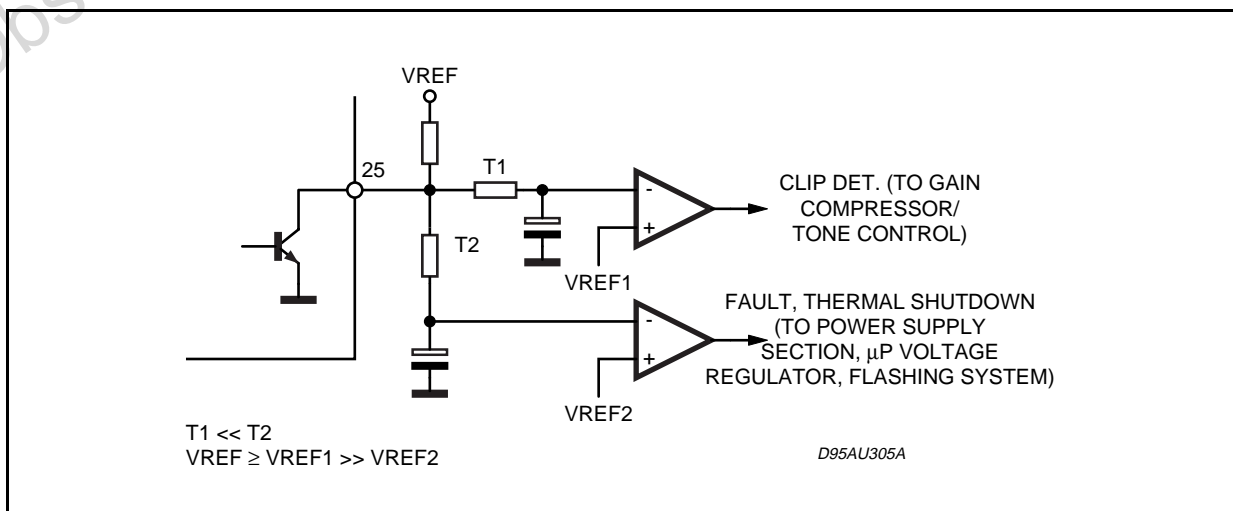 VREF
25
T1
CLIP DET. (TO GAIN
COMPRESSOR/
TONE CONTROL)
-
+
T2
VREF1
FAULT, THERMAL SHUTDOWN
(TO POWER SUPPLY
SECTION, µP VOLTAGE
REGULATOR, FLASHING SYSTEM)
-
+
VREF2
T1 << T2
VREF ≥ VREF1 >> VREF2
D95AU305A